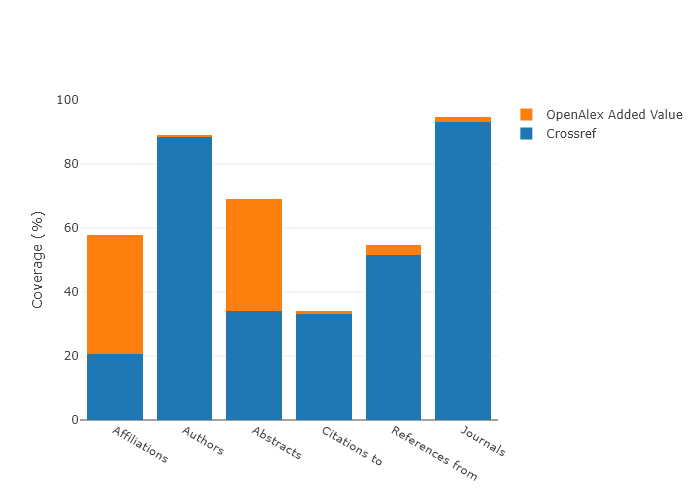 100
80
60
40
20
0
Coverage (%)
Affiliations
Authors
Abstracts
Citations to
References from
Journals
OpenAlex Added Value
Crossref